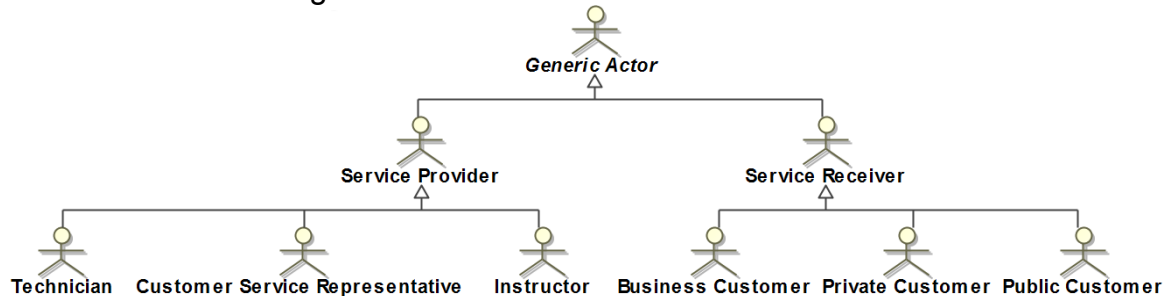 Generic Actor
Service Provider Service Receiver
Technician Customer Service Representative Instructor Business Customer Private Customer Public Customer